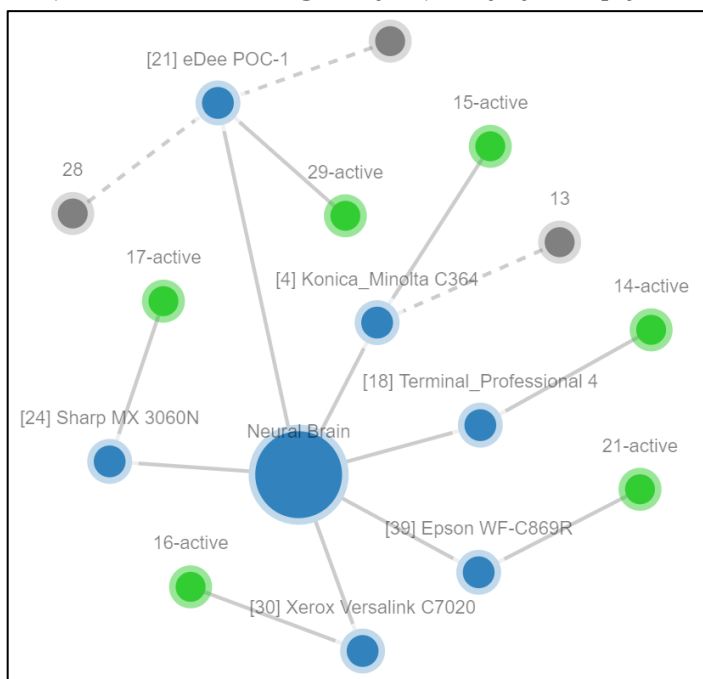 [21] eDee POC-1
15-active
28
29-active
13
17-active
[4] Konica_Minolta C364
14-active
[18] Terminal_Professional 4
[24] Sharp MX 3060N
Neural Brain
21-active
[39] Epson WF-C869R
16-active
[30] Xerox Versalink C7020